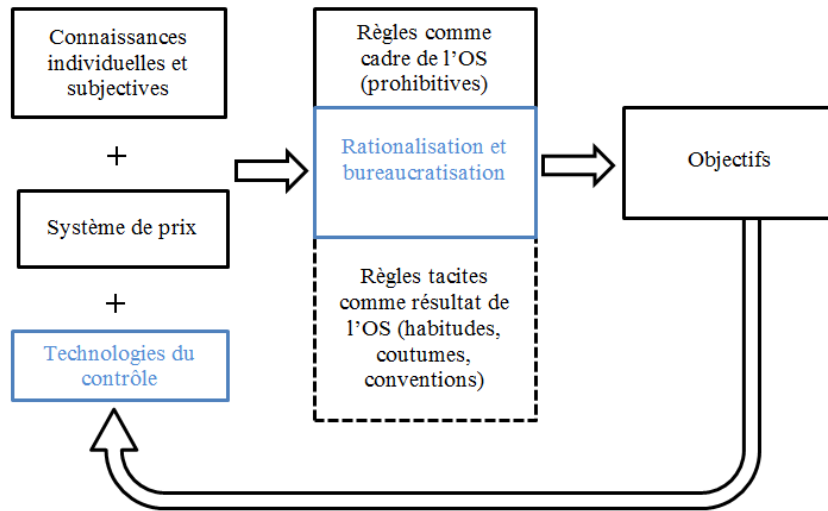 Connaissances
individuelles et
subjectives
+
Système de prix
+
Technologies du
contrôle
Règles comme
cadre de l'OS
(prohibitives)
Rationalisation et
bureaucratisation
Règles tacites
comme résultat de
l'OS (habitudes,
coutumes,
conventions)
Objectifs